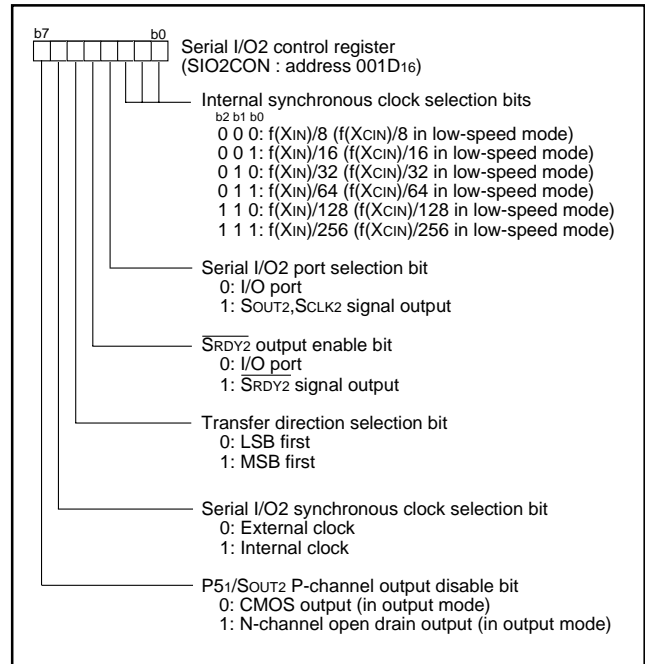 b7 b0
Serial I/O2 control register
(SIO2CON : address 001D16)
Internal synchronous clock selection bits
b2 b1 b0
0 0 0: f(XIN)/8 (f(XCIN)/8 in low-speed mode)
0 0 1: f(XIN)/16 (f(XCIN)/16 in low-speed mode)
0 1 0: f(XIN)/32 (f(XCIN)/32 in low-speed mode)
0 1 1: f(XIN)/64 (f(XCIN)/64 in low-speed mode)
1 1 0: f(XIN)/128 (f(XCIN)/128 in low-speed mode)
1 1 1: f(XIN)/256 (f(XCIN)/256 in low-speed mode)
Serial I/O2 port selection bit
0: I/O port
1: SOUT2,SCLK2 signal output
SRDY2 output enable bit
0: I/O port
1: SRDY2 signal output
Transfer direction selection bit
0: LSB first
1: MSB first
Serial I/O2 synchronous clock selection bit
0: External clock
1: Internal clock
P51/SOUT2 P-channel output disable bit
0: CMOS output (in output mode)
1: N-channel open drain output (in output mode)